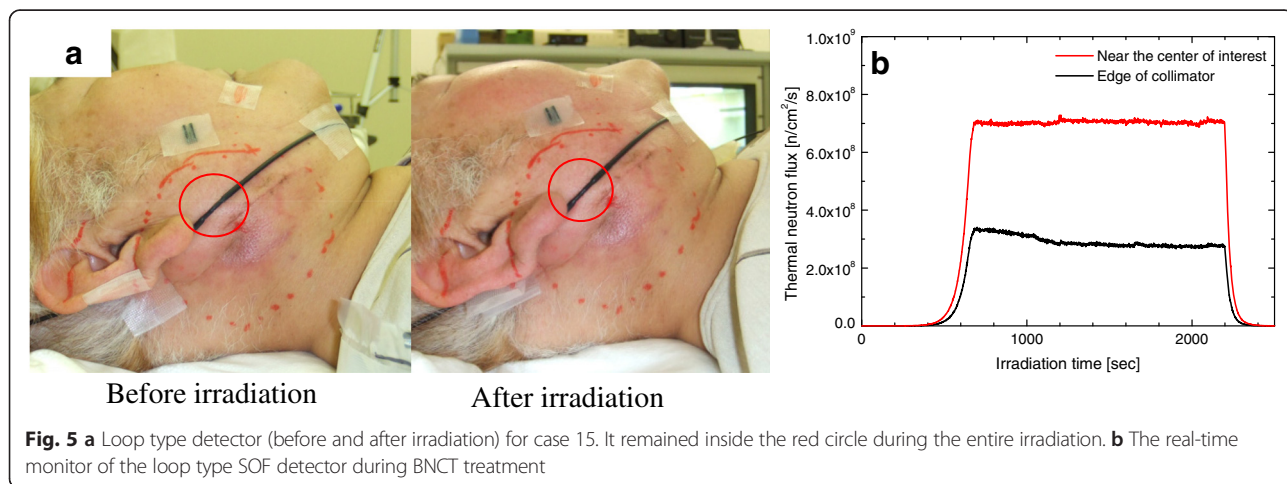 a
Before irradiation
After irradiation
b
Near the center of interest
Edge of collimator
1.0x10⁹
8.0x10⁸
6.0x10⁸
4.0x10⁸
2.0x10⁸
0.0
Thermal neutron flux [n/cm²/s]
0
1000
2000
Irradiation time [sec]
Fig. 5 a Loop type detector (before and after irradiation) for case 15. It remained inside the red circle during the entire irradiation. b The real-time
monitor of the loop type SOF detector during BNCT treatment